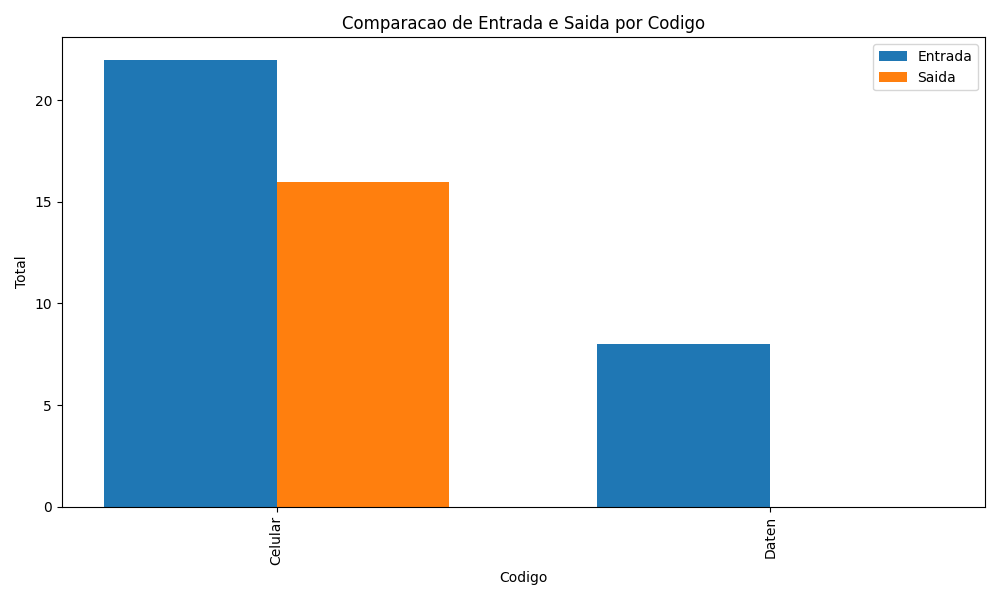 Comparacao de Entrada e Saida por Codigo
Entrada
Saida
Total
20
15
10
5
0
Celular
Daten
Codigo